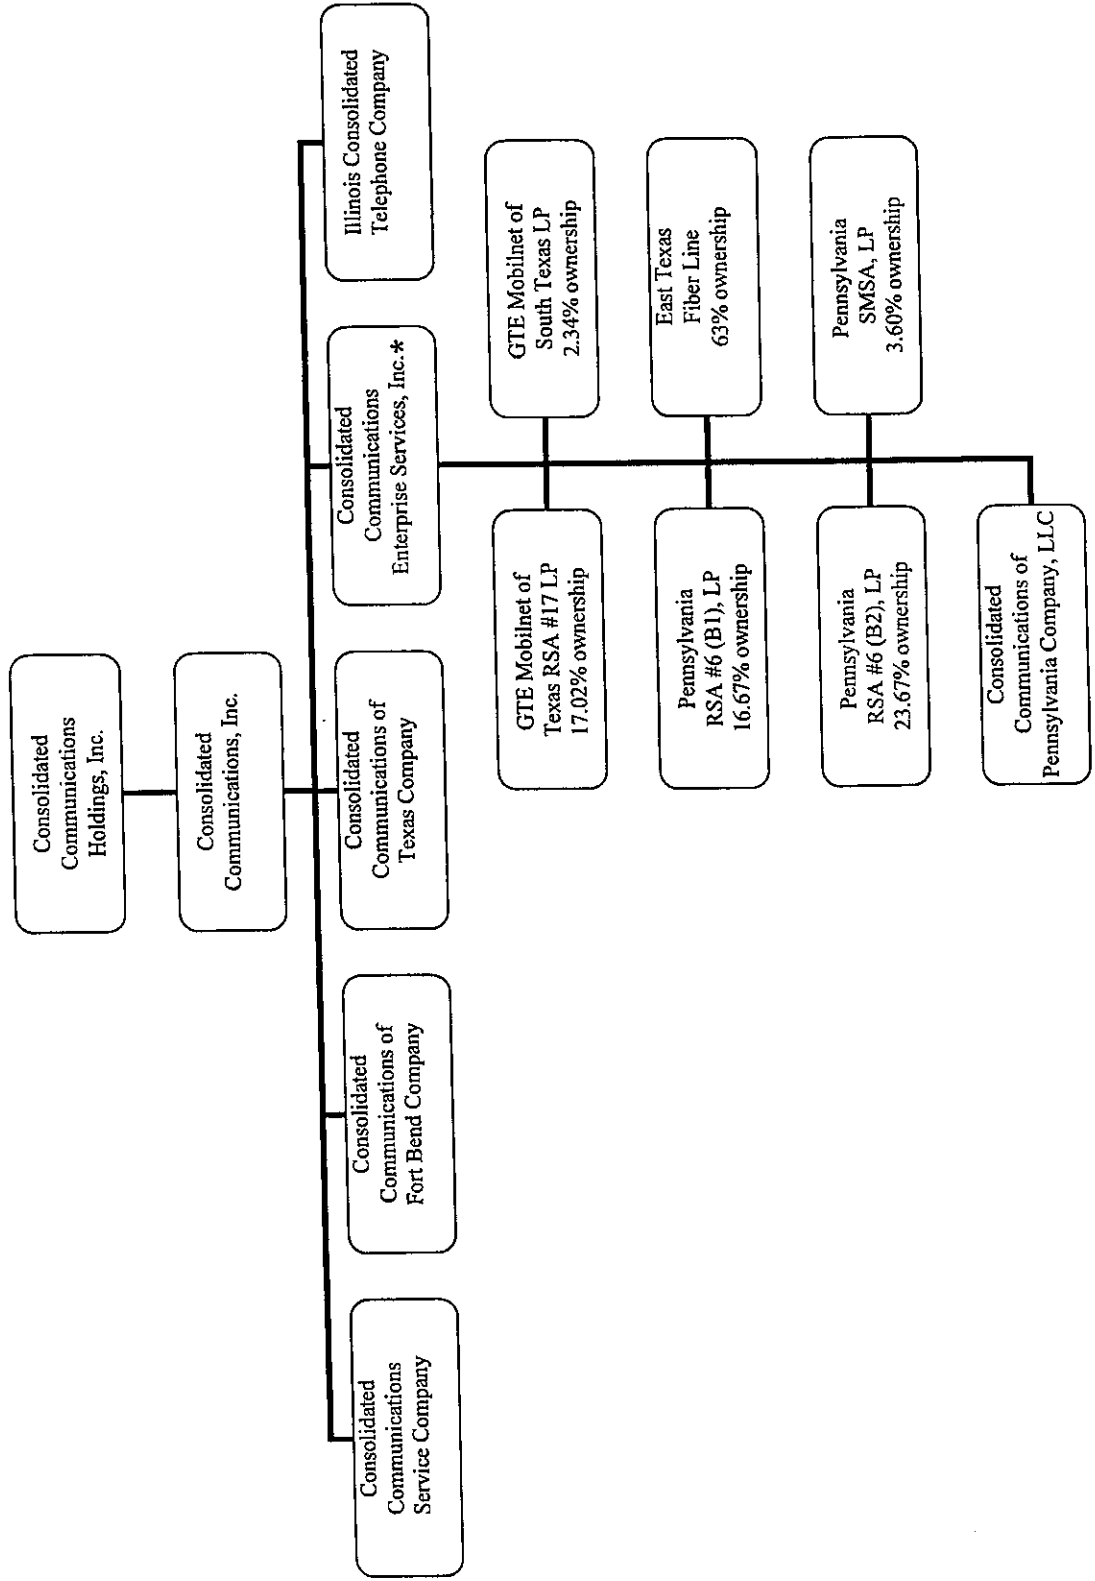 Consolidated
Communications
Holdings, Inc.
Consolidated
Communications, Inc.
Consolidated
Communications
Service Company
Consolidated
Communications of
Fort Bend Company
Consolidated
Communications of
Texas Company
Consolidated
Communications
Enterprise Services, Inc.*
Illinois Consolidated
Telephone Company
GTE Mobilnet of
Texas RSA #17 LP
17.02% ownership
GTE Mobilnet of
South Texas LP
2.34% ownership
Pennsylvania
RSA #6 (B1), LP
16.67% ownership
East Texas
Fiber Line
63% ownership
Pennsylvania
RSA #6 (B2), LP
23.67% ownership
Pennsylvania
SMSA, LP
3.60% ownership
Consolidated
Communications of
Pennsylvania Company, LLC